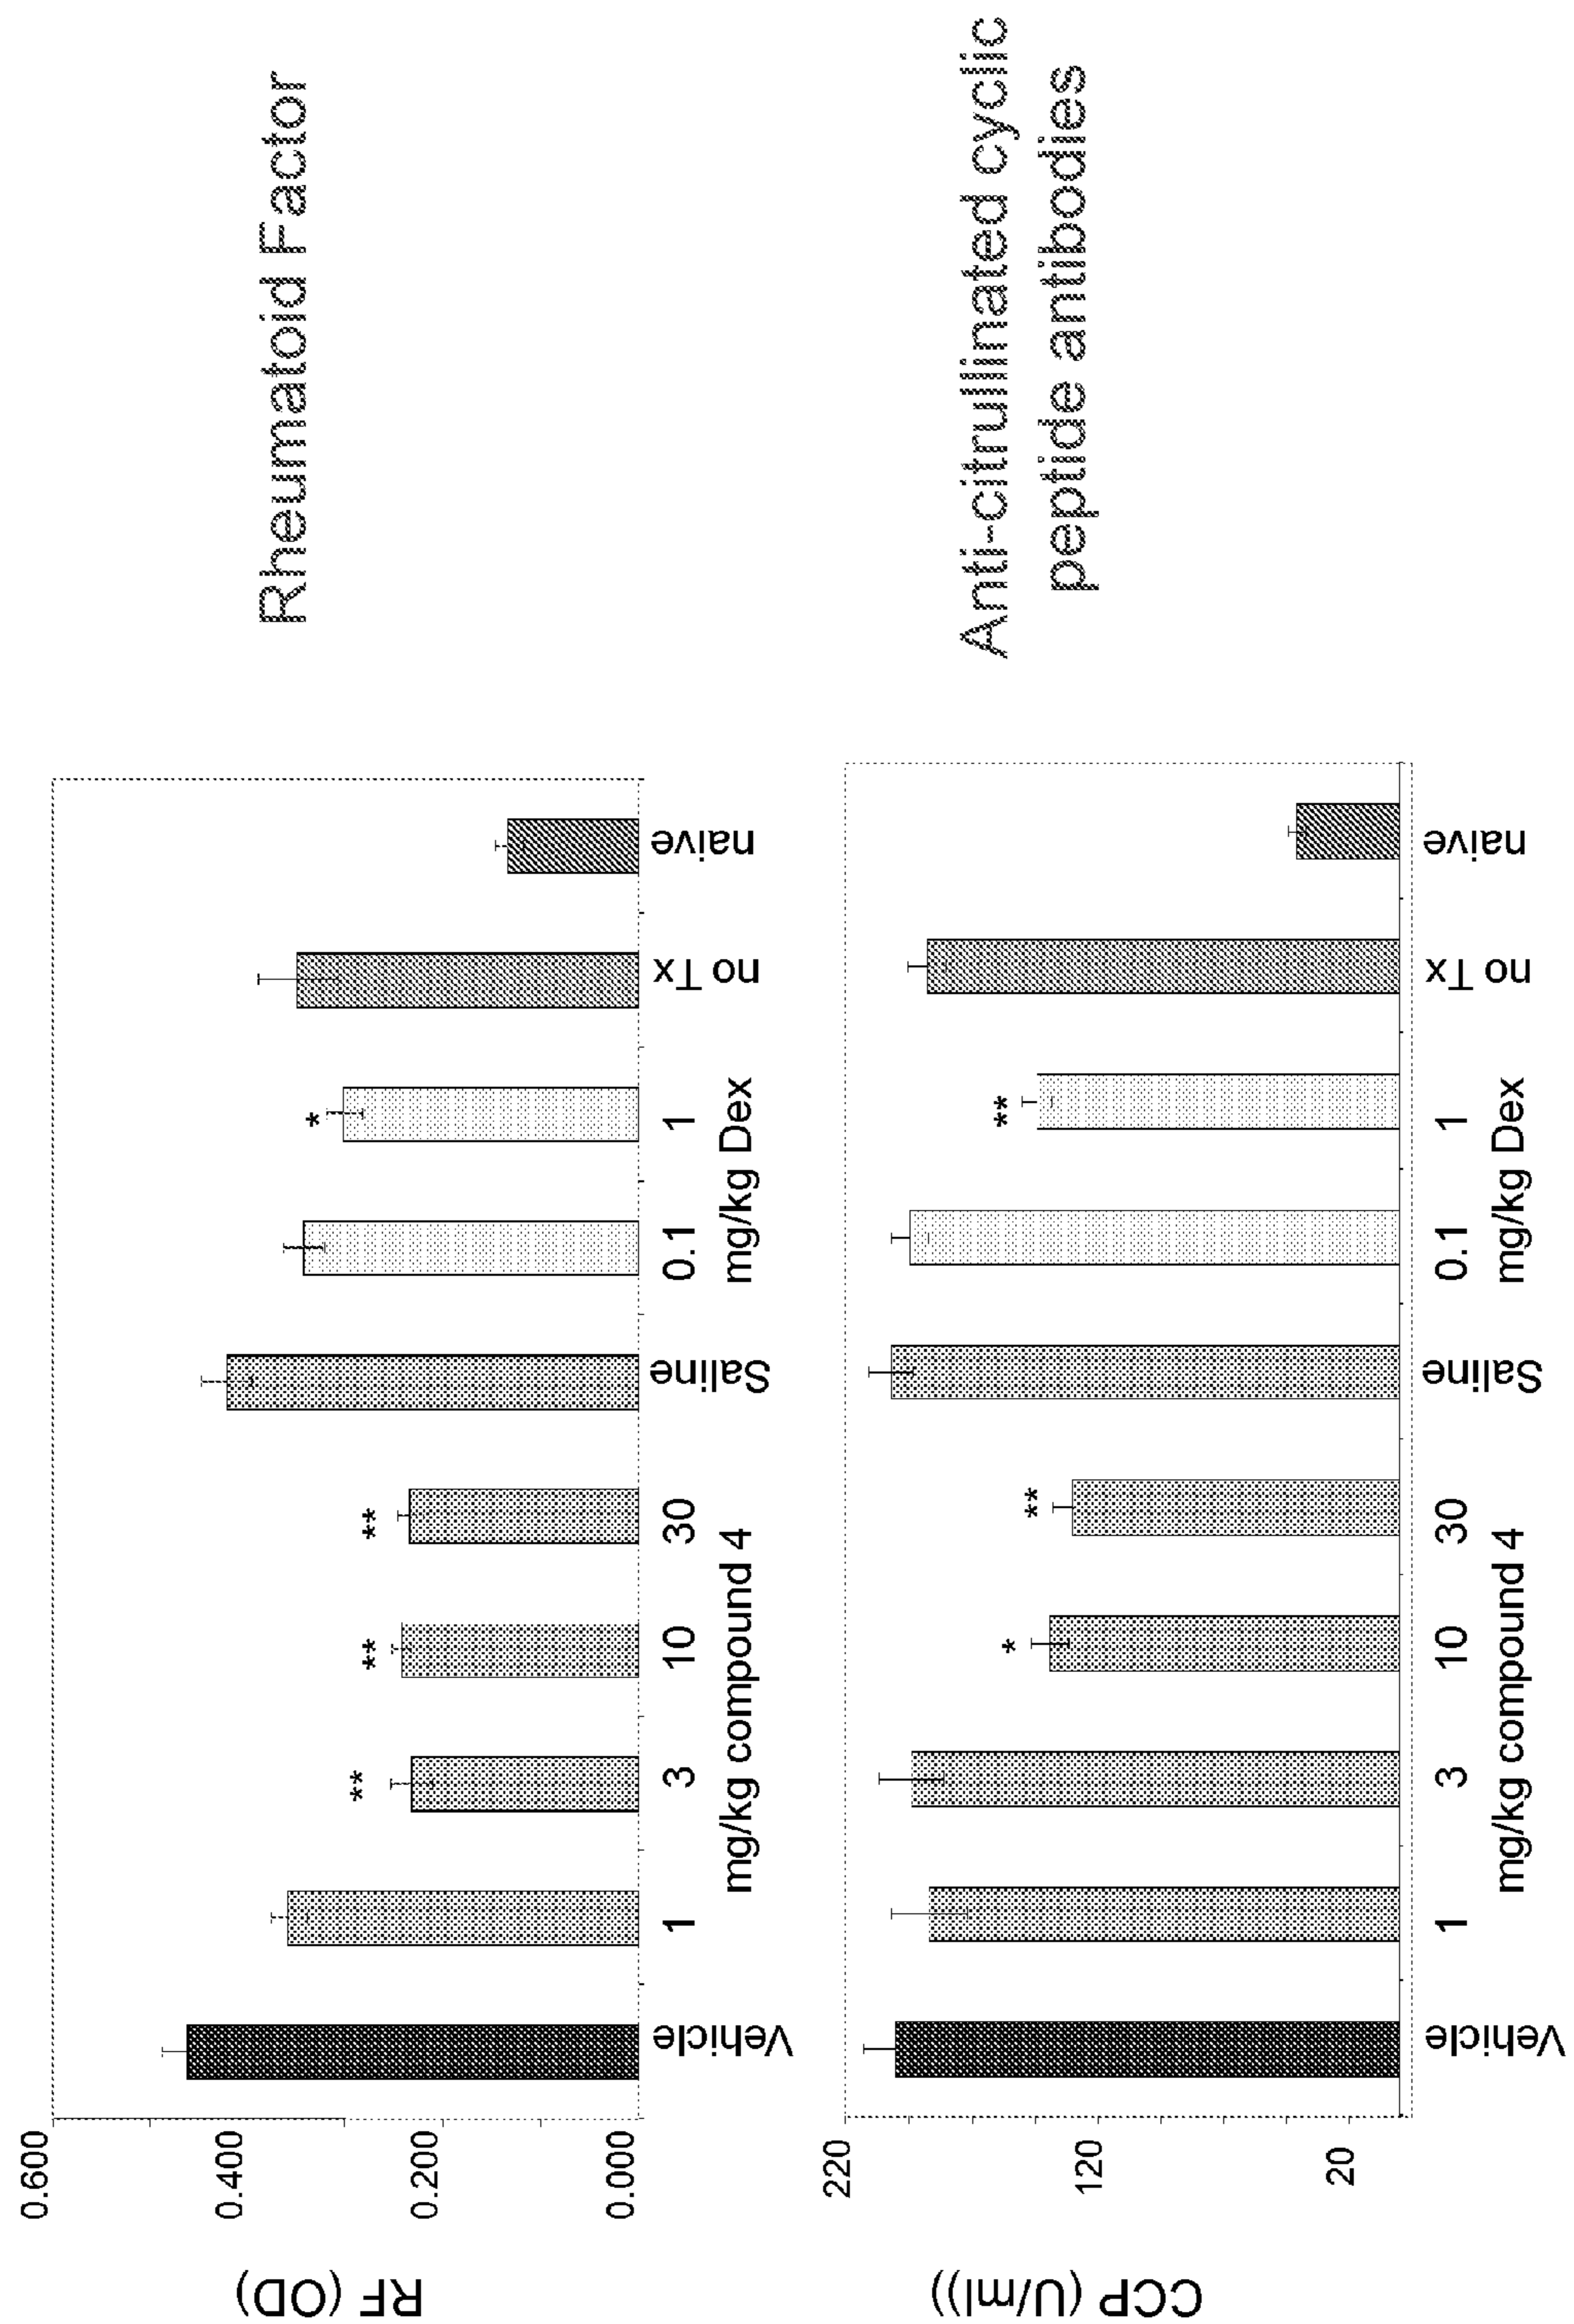 Rheumatoid Factor
RF (OD)
0.600
0.400
0.200
0.000
** ** ** *
Vehicle 1 3 10 30 Saline 0.1 1 no Tx naive
mg/kg compound 4 mg/kg Dex
Anti-citrullinated cyclic
peptide antibodies
CCP (U/ml))
220
120
20
* ** **
Vehicle 1 3 10 30 Saline 0.1 1 no Tx naive
mg/kg compound 4 mg/kg Dex